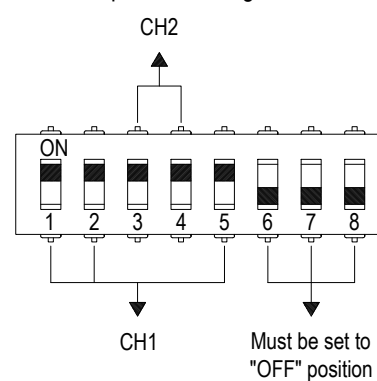 CH2
ON
1 2 3 4 5 6 7 8
CH1
Must be set to
"OFF" position